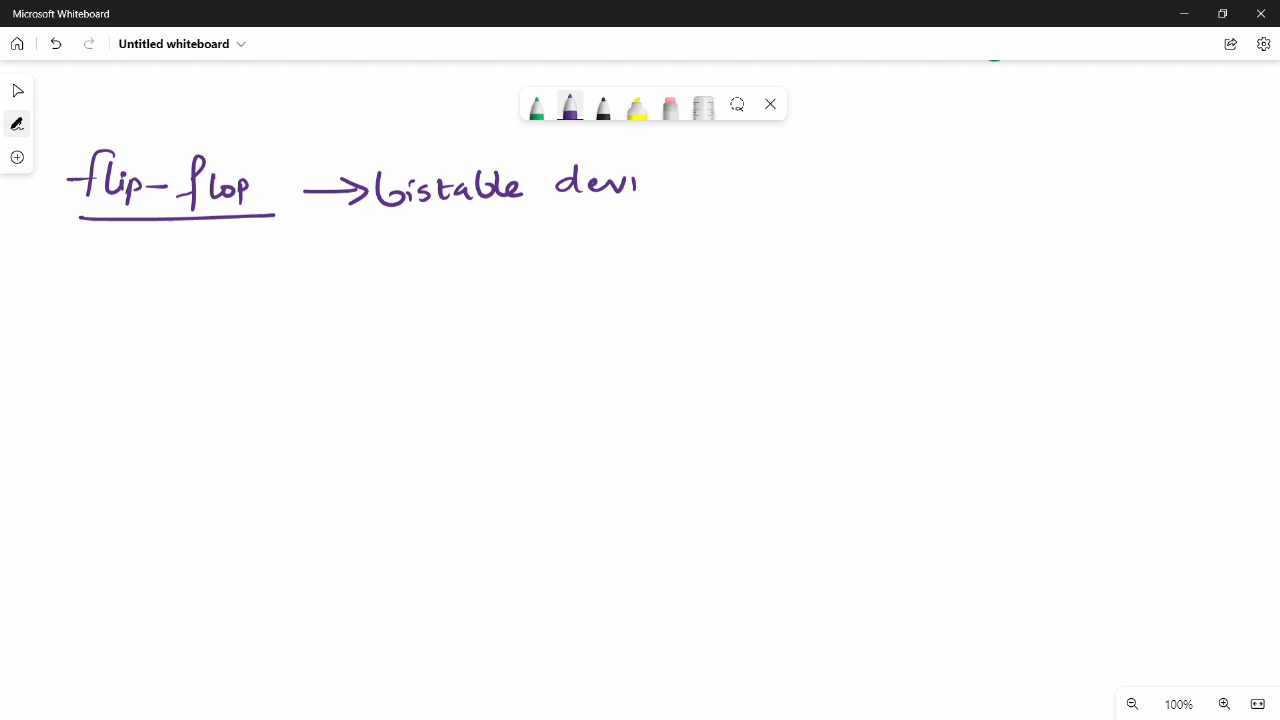 Microsoft Whiteboard
Untitled whiteboard
flip-flop → bistable devi
100%